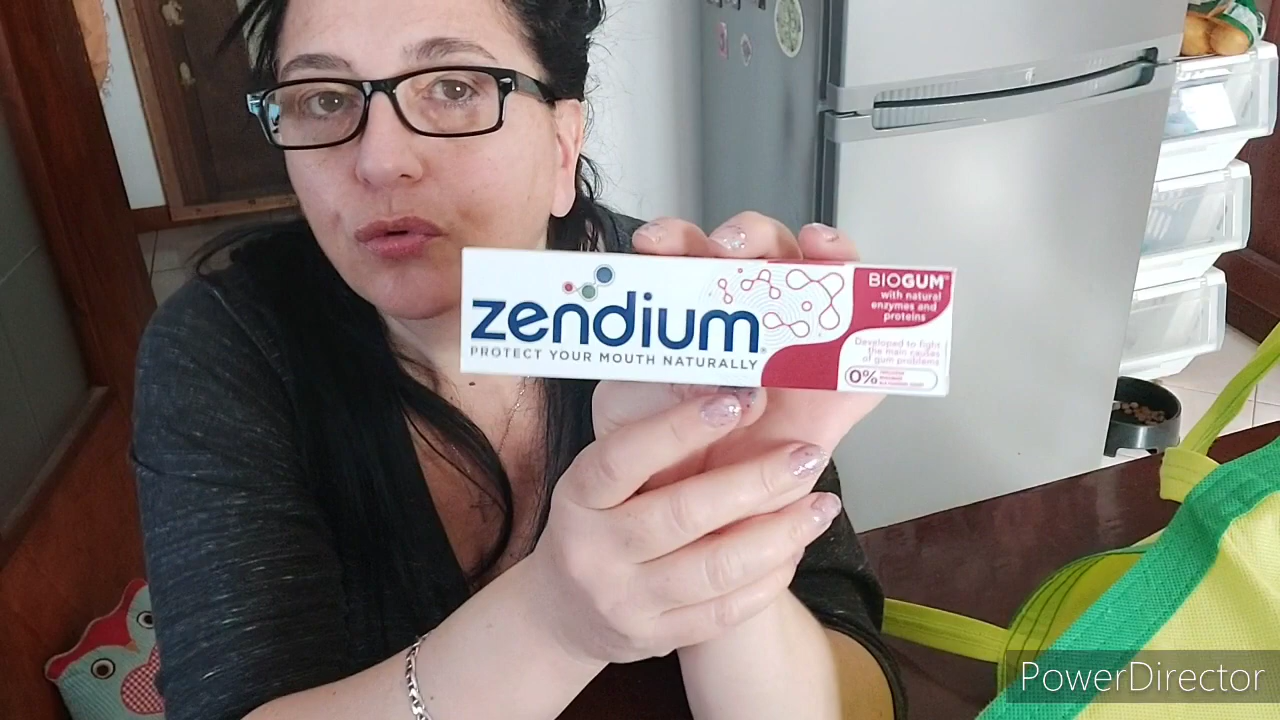 zendium
PROTECT YOUR MOUTH NATURALLY
BIOGUM™
with natural
enzymes and
proteins
Developed to fight
the main causes
of gum problems
0%
PowerDirector